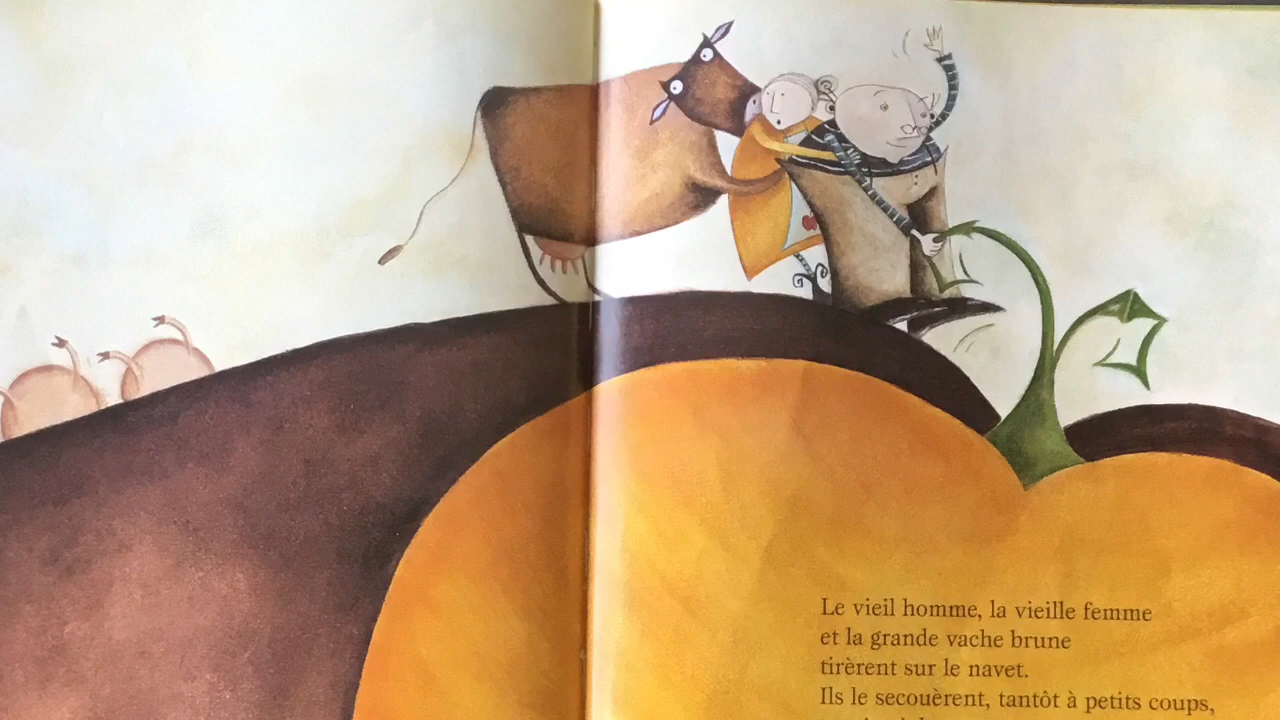 Le vieil homme, la vieille femme
et la grande vache brune
tirèrent sur le navet.
Ils le secouèrent, tantôt à petits coups,